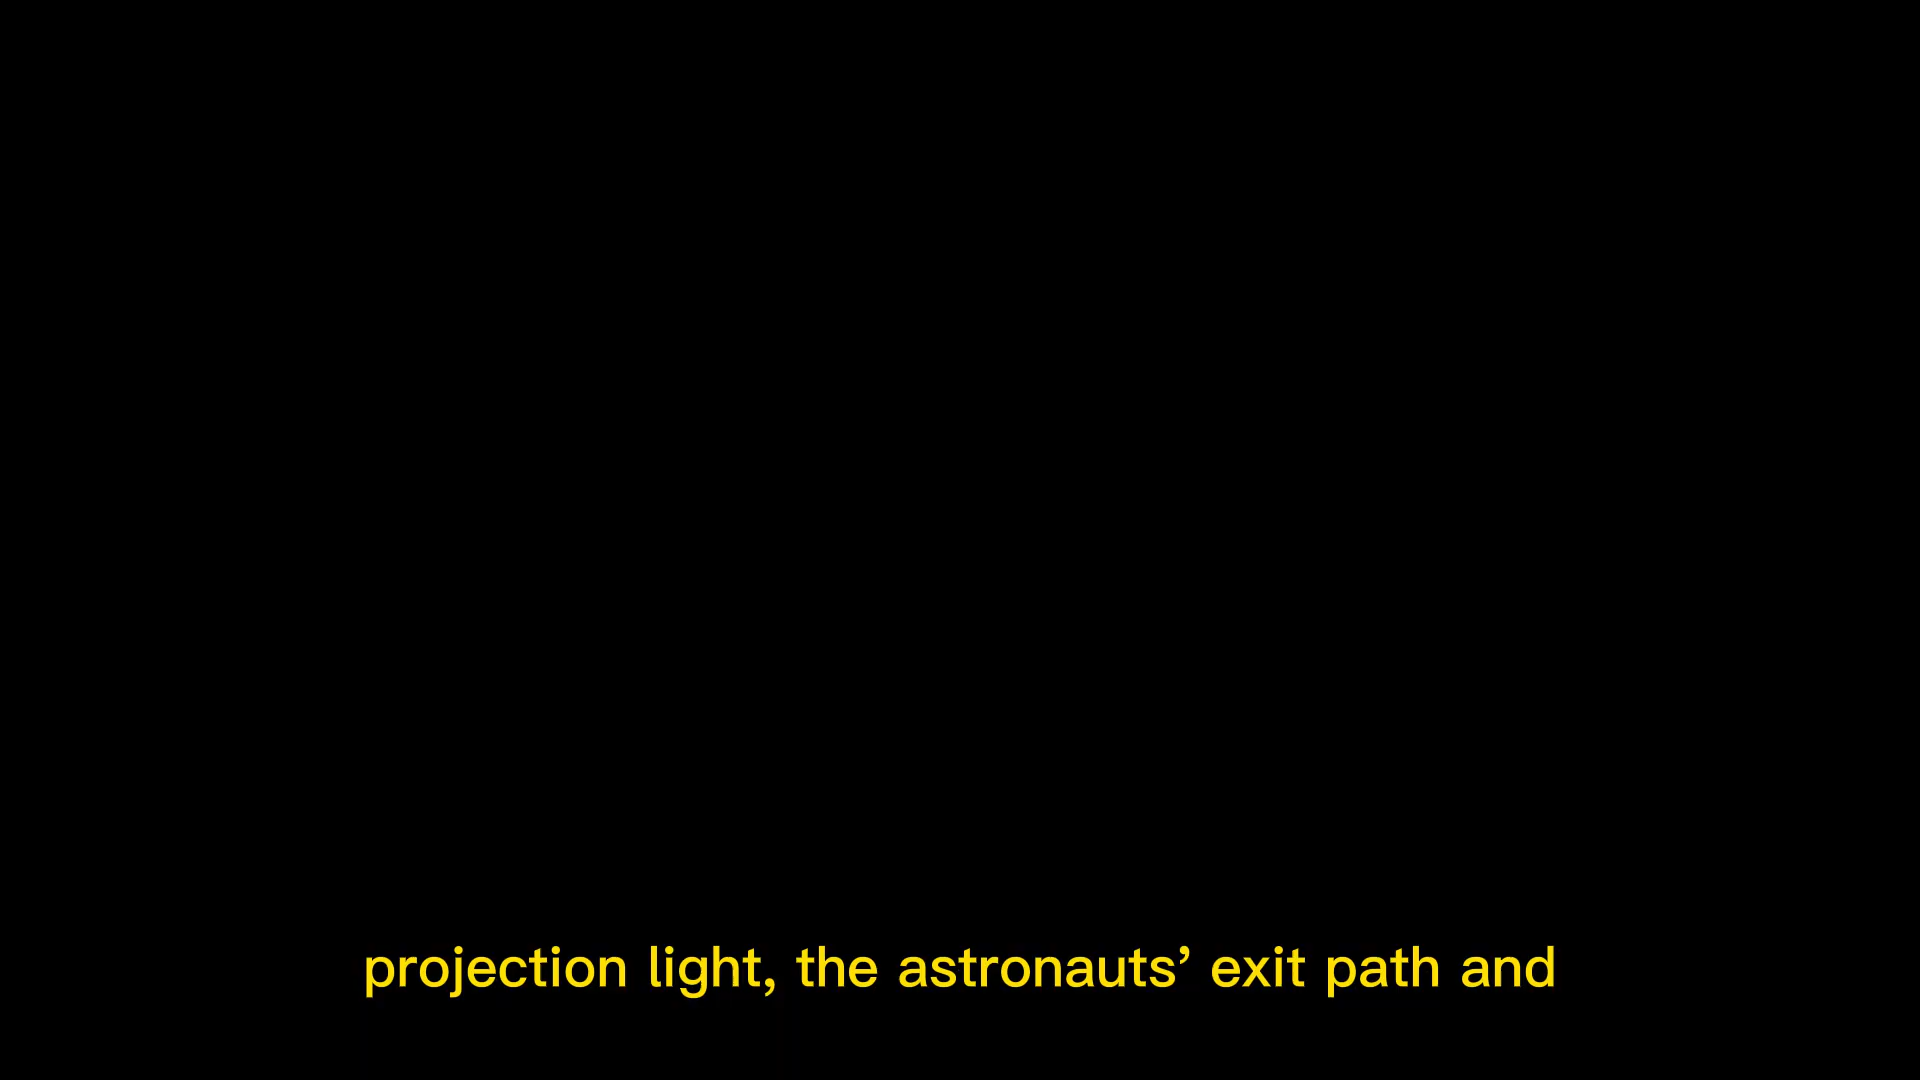 projection light, the astronauts’ exit path and